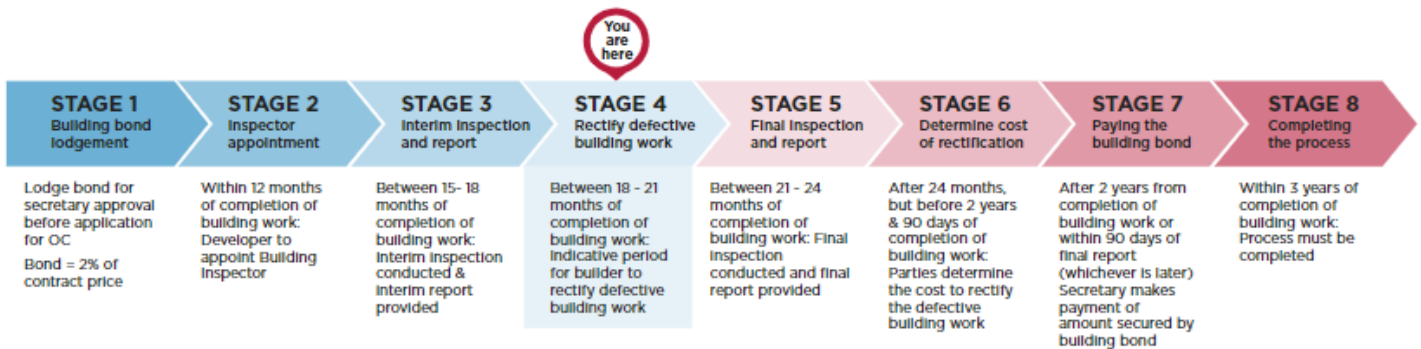 You
are
here
STAGE 1
Building bond
lodgement
Lodge bond for
secretary approval
before application
for OC
Bond = 2% of
contract price
STAGE 2
Inspector
appointment
Within 12 months
of completion of
building work:
Developer to
appoint Building
Inspector
STAGE 3
Interim Inspection
and report
Between 15- 18
months of
completion of
building work:
Interim inspection
conducted &
interim report
provided
STAGE 4
Rectify defective
building work
Between 18 - 21
months of
completion of
building work:
Indicative period
for builder to
rectify defective
building work
STAGE 5
Final Inspection
and report
Between 21 - 24
months of
completion of
building work: Final
Inspection
conducted and final
report provided
STAGE 6
Determine cost
of rectification
After 24 months,
but before 2 years
& 90 days of
completion of
building work:
Parties determine
the cost to rectify
the defective
building work
STAGE 7
Paying the
building bond
After 2 years from
completion of
building work or
within 90 days of
final report
(whichever is later)
Secretary makes
payment of
amount secured by
building bond
STAGE 8
Completing
the process
Within 3 years of
completion of
building work:
Process must be
completed